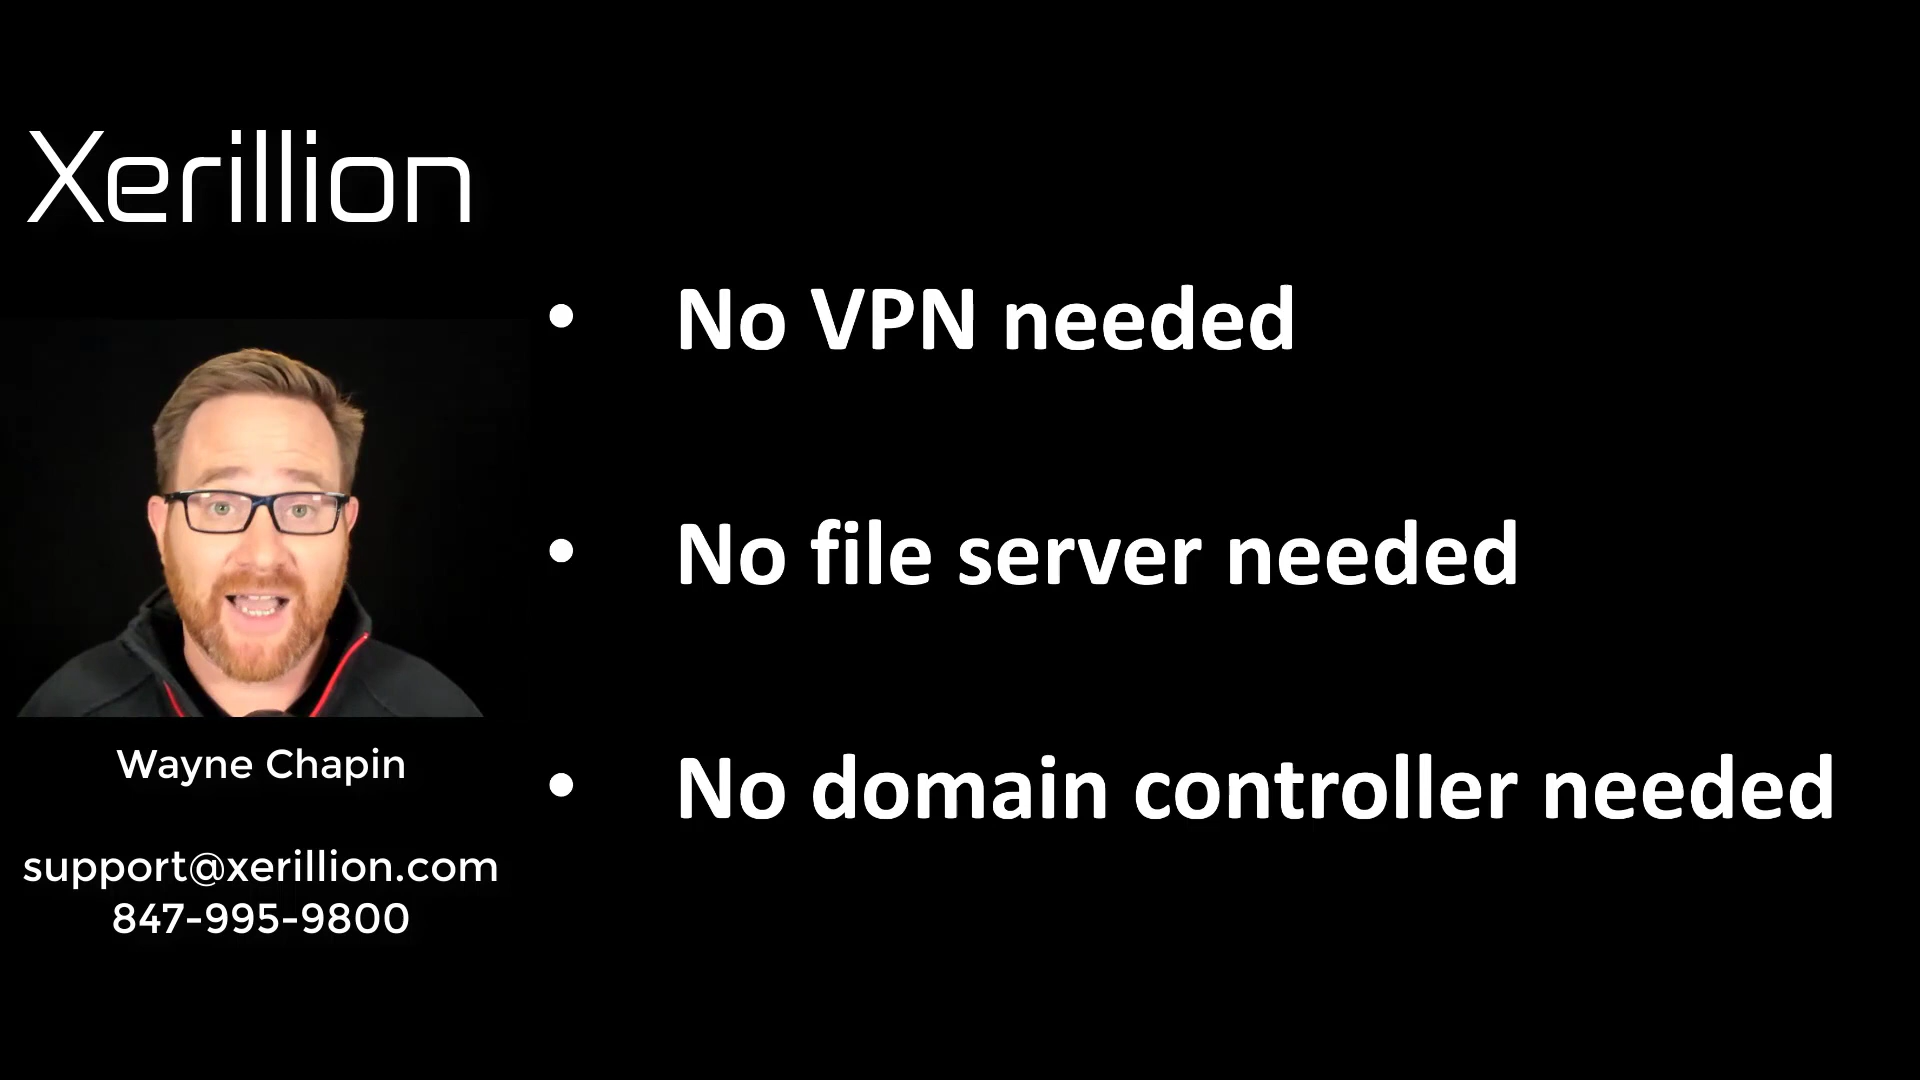 Xerillion
• No VPN needed
• No file server needed
• No domain controller needed
Wayne Chapin
support@xerillion.com
847-995-9800